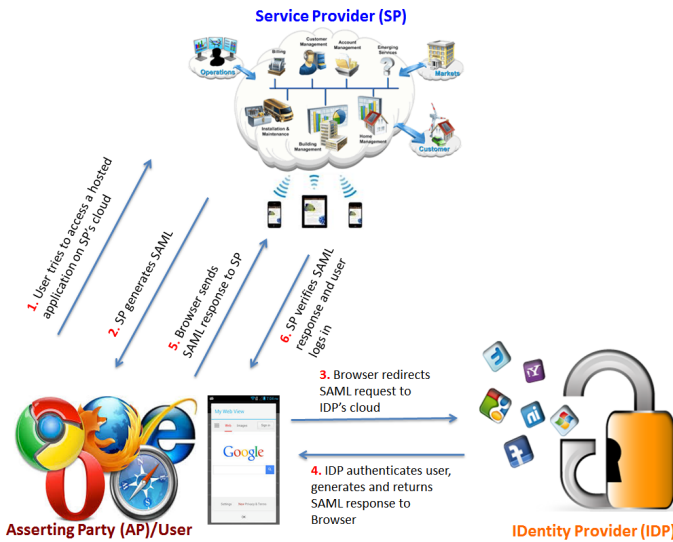 Service Provider (SP)
Customer
Management
Account
Management
Emerging
Services
Billing
Operations
Markets
Installation &
Maintenance
Building
Management
Home
Management
Customer
1. User tries to access a hosted
application on SP's cloud
2. SP generates SAML
5. Browser sends
SAML response to SP
6. SP verifies SAML
response and user
logs in
3. Browser redirects
SAML request to
IDP's cloud
4. IDP authenticates user,
generates and returns
SAML response to
Browser
My Web View
Web Images
Sign in
Google
Asserting Party (AP)/User
IDentity Provider (IDP)